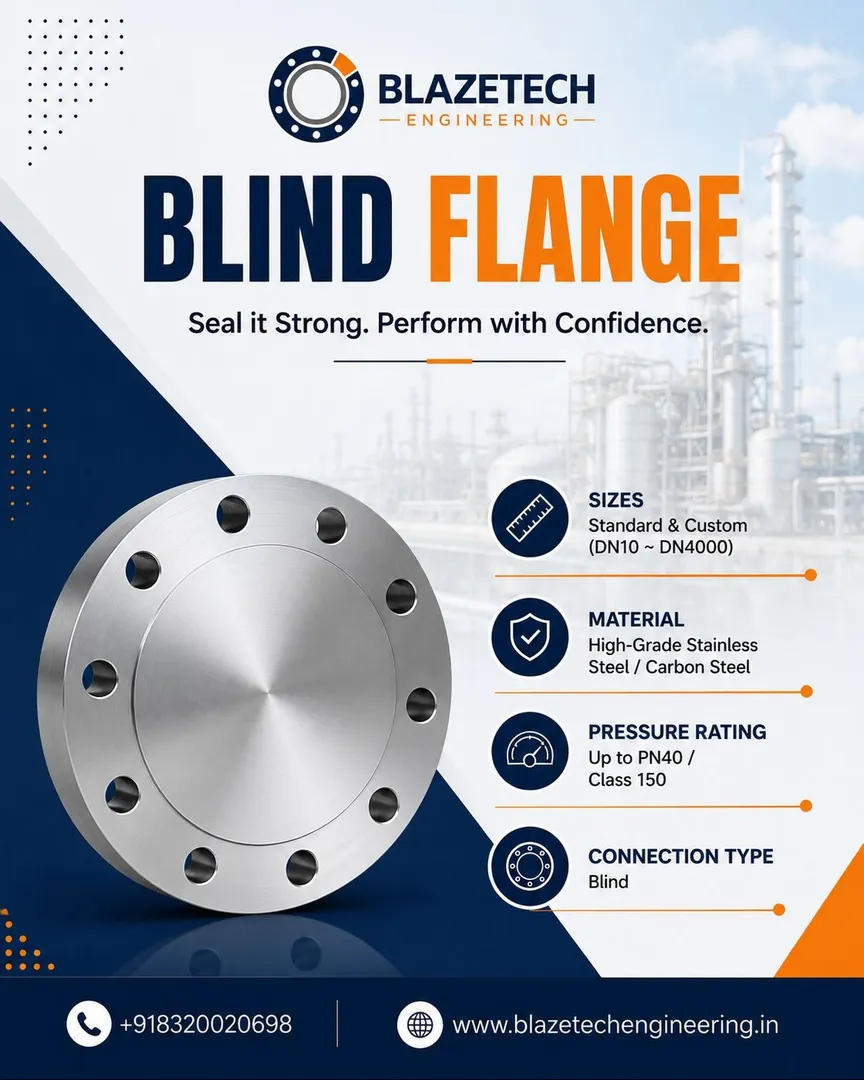 BLAZETECH
ENGINEERING
BLIND FLANGE
Seal it Strong. Perform with Confidence.
SIZES
Standard & Custom
(DN10 ~ DN4000)
MATERIAL
High-Grade Stainless
Steel / Carbon Steel
PRESSURE RATING
Up to PN40 /
Class 150
CONNECTION TYPE
Blind
+918320020698
www.blazetechengineering.in